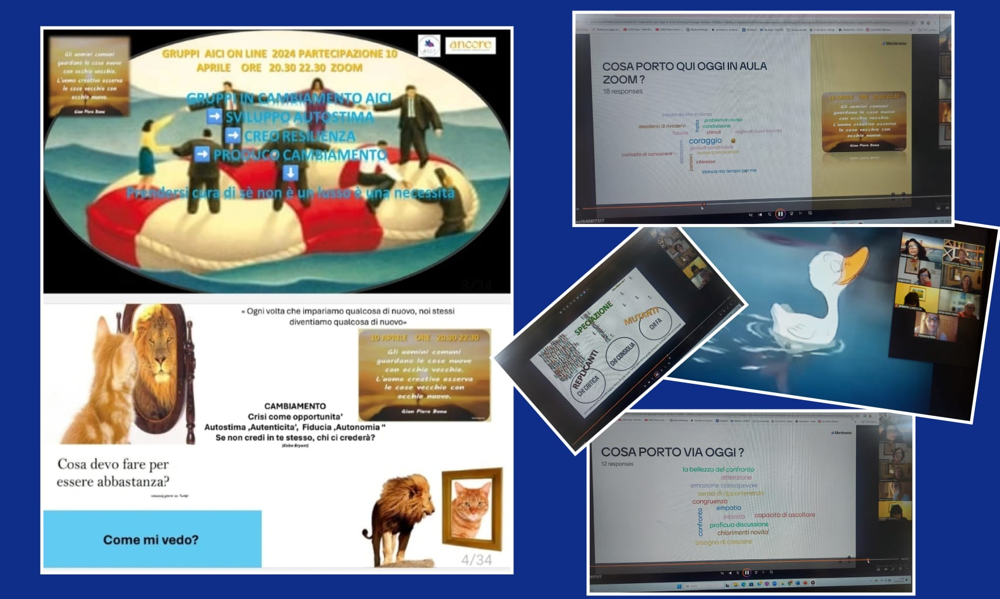 Gli uomini comuni
guardano le cose nuove
con occhio vecchio.
L'uomo creativo osserva
le cose vecchie con
occhio nuovo.
Gian Piero Bona
AICI
ancore
GRUPPI AICI ON LINE 2024 PARTECIPAZIONE 10
APRILE ORE 20.30 22.30 ZOOM
GRUPPI IN CAMBIAMENTO AICI
SVILUPPO AUTOSTIMA
CREO RESILIENZA
PRODUCO CAMBIAMENTO
Prendersi cura di sè non è un lusso è una necessità
3/34
« Ogni volta che impariamo qualcosa di nuovo, noi stessi
diventiamo qualcosa di nuovo»
10 APRILE ORE 20.30 22.30
Gli uomini comuni
guardano le cose nuove
con occhio vecchio.
L'uomo creativo osserva
le cose vecchie con
occhio nuovo.
Gian Piero Bona
CAMBIAMENTO
Crisi come opportunita'
Autostima ,Autenticita', Fiducia ,Autonomia "
Se non credi in te stesso, chi ci crederà?
(Kobe Bryant)
Cosa devo fare per
essere abbastanza?
Come mi vedo?
4/34
Mentimeter
COSA PORTO QUI OGGI IN AULA
ZOOM ?
18 responses
pausa da vita in corso
problemi in corso
desiderio di rivedervi
fretta
condivisione
fiducia
stimoli
voglia di nuovi incontri
coraggio
distrazione
gioia di condividere
curiosità di conoscere
nuove conoscenze
pensieri
interesse
stanca ma tempo per me
10 APRILE ORE 20.30 22.30
Gli uomini comuni
guardano le cose nuove
con occhio vecchio.
L'uomo creativo osserva
le cose vecchie con
occhio nuovo.
Gian Piero Bona
SPECIAZIONE
MUTANTI
REPLICANTI
CHI FA
CHI CONSIGLIA
CHI CRITICA
Mentimeter
COSA PORTO VIA OGGI ?
12 responses
la bellezza del confronto
attenzione
emozione consapevole
senso di appartenenza
congruenza
empatia
confronto
intimità
capacità di ascoltare
proficua discussione
chiarimenti novita'
bisogno di crescere